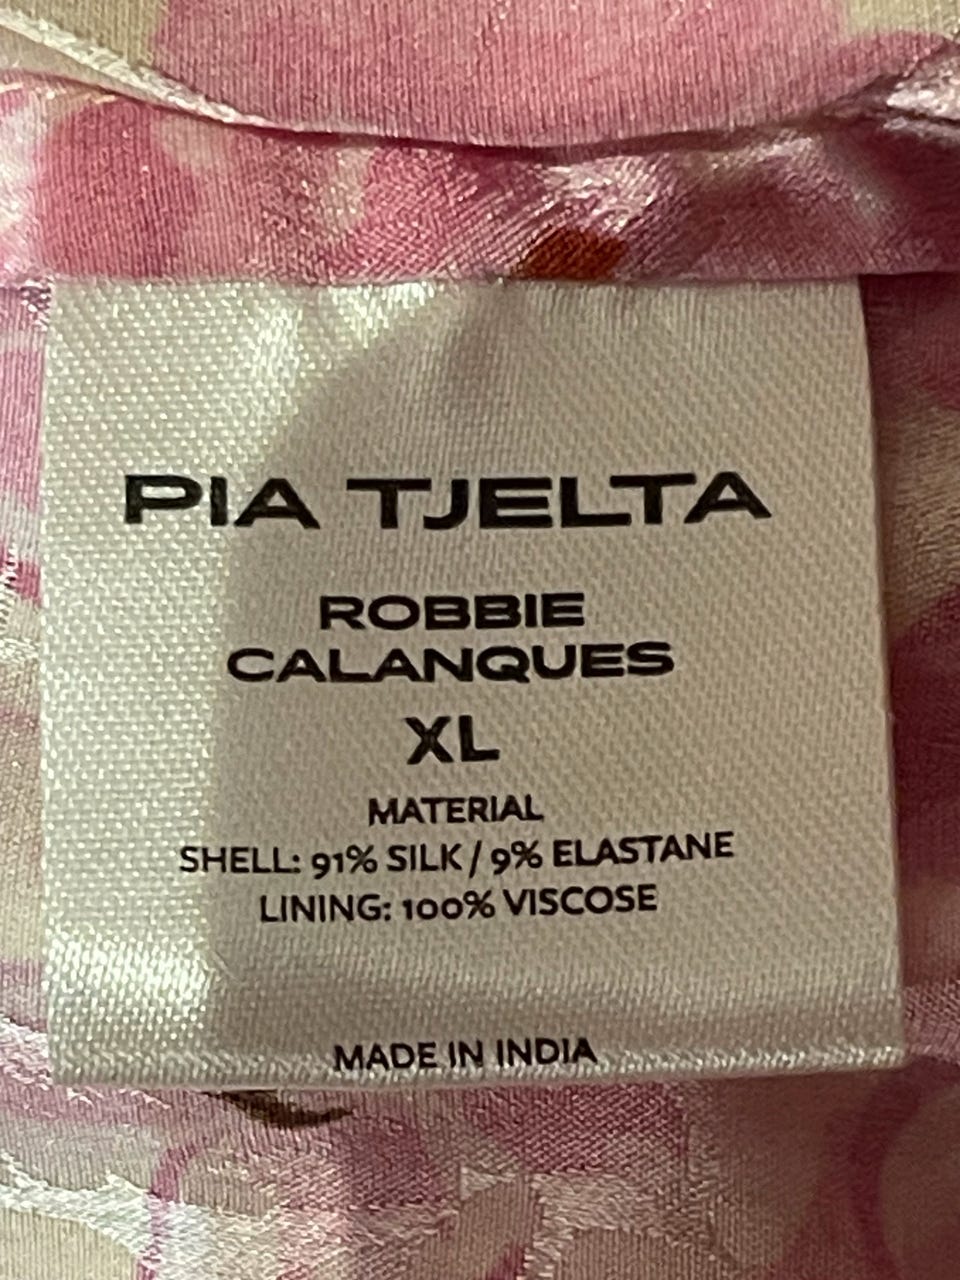 PIA TJELTA
ROBBIE
CALANQUES
XL
MATERIAL
SHELL: 91% SILK / 9% ELASTANE
LINING: 100% VISCOSE
MADE IN INDIA